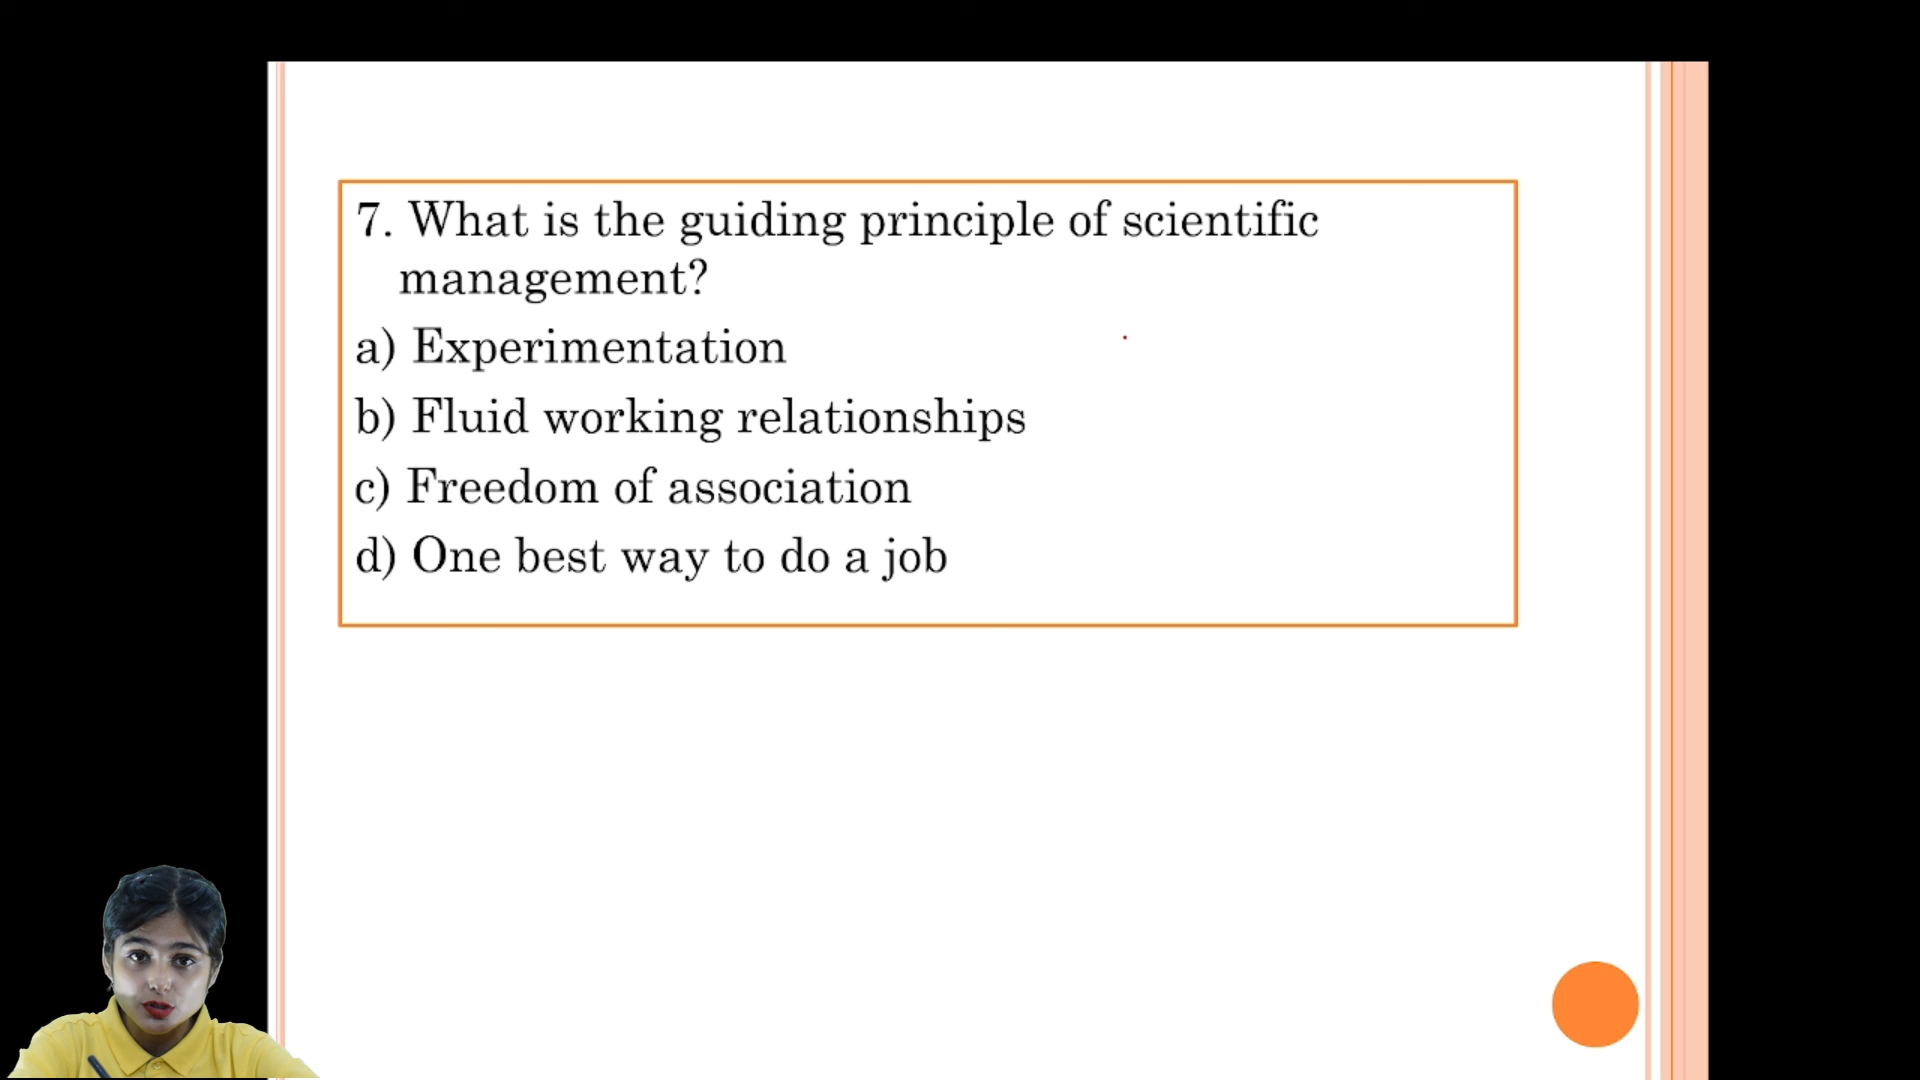 7. What is the guiding principle of scientific
management?
a) Experimentation
b) Fluid working relationships
c) Freedom of association
d) One best way to do a job